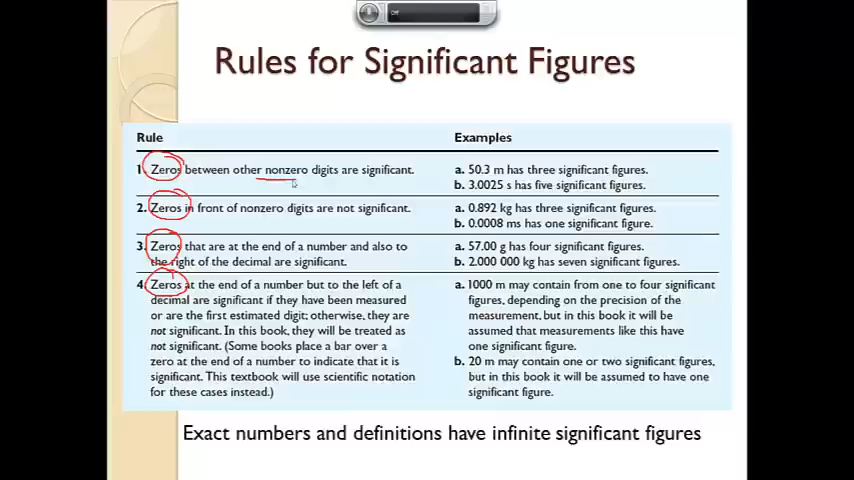 Off
Rules for Significant Figures
Rule Examples
1. Zeros between other nonzero digits are significant. a. 50.3 m has three significant figures.
b. 3.0025 s has five significant figures.
2. Zeros in front of nonzero digits are not significant. a. 0.892 kg has three significant figures.
b. 0.0008 ms has one significant figure.
3. Zeros that are at the end of a number and also to a. 57.00 g has four significant figures.
the right of the decimal are significant. b. 2.000 000 kg has seven significant figures.
4. Zeros at the end of a number but to the left of a a. 1000 m may contain from one to four significant
decimal are significant if they have been measured figures, depending on the precision of the
or are the first estimated digit; otherwise, they are measurement, but in this book it will be
not significant. In this book, they will be treated as assumed that measurements like this have
not significant. (Some books place a bar over a one significant figure.
zero at the end of a number to indicate that it is b. 20 m may contain one or two significant figures,
significant. This textbook will use scientific notation but in this book it will be assumed to have one
for these cases instead.) significant figure.
Exact numbers and definitions have infinite significant figures